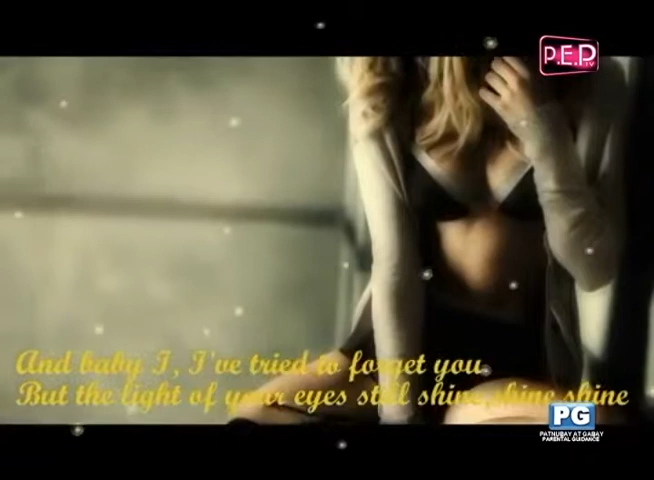 P.E.P
TV
And baby I, I've tried to forget you
But the light of your eyes still shine, shine shine
PG
PATNUBAY AT GABAY
PARENTAL GUIDANCE